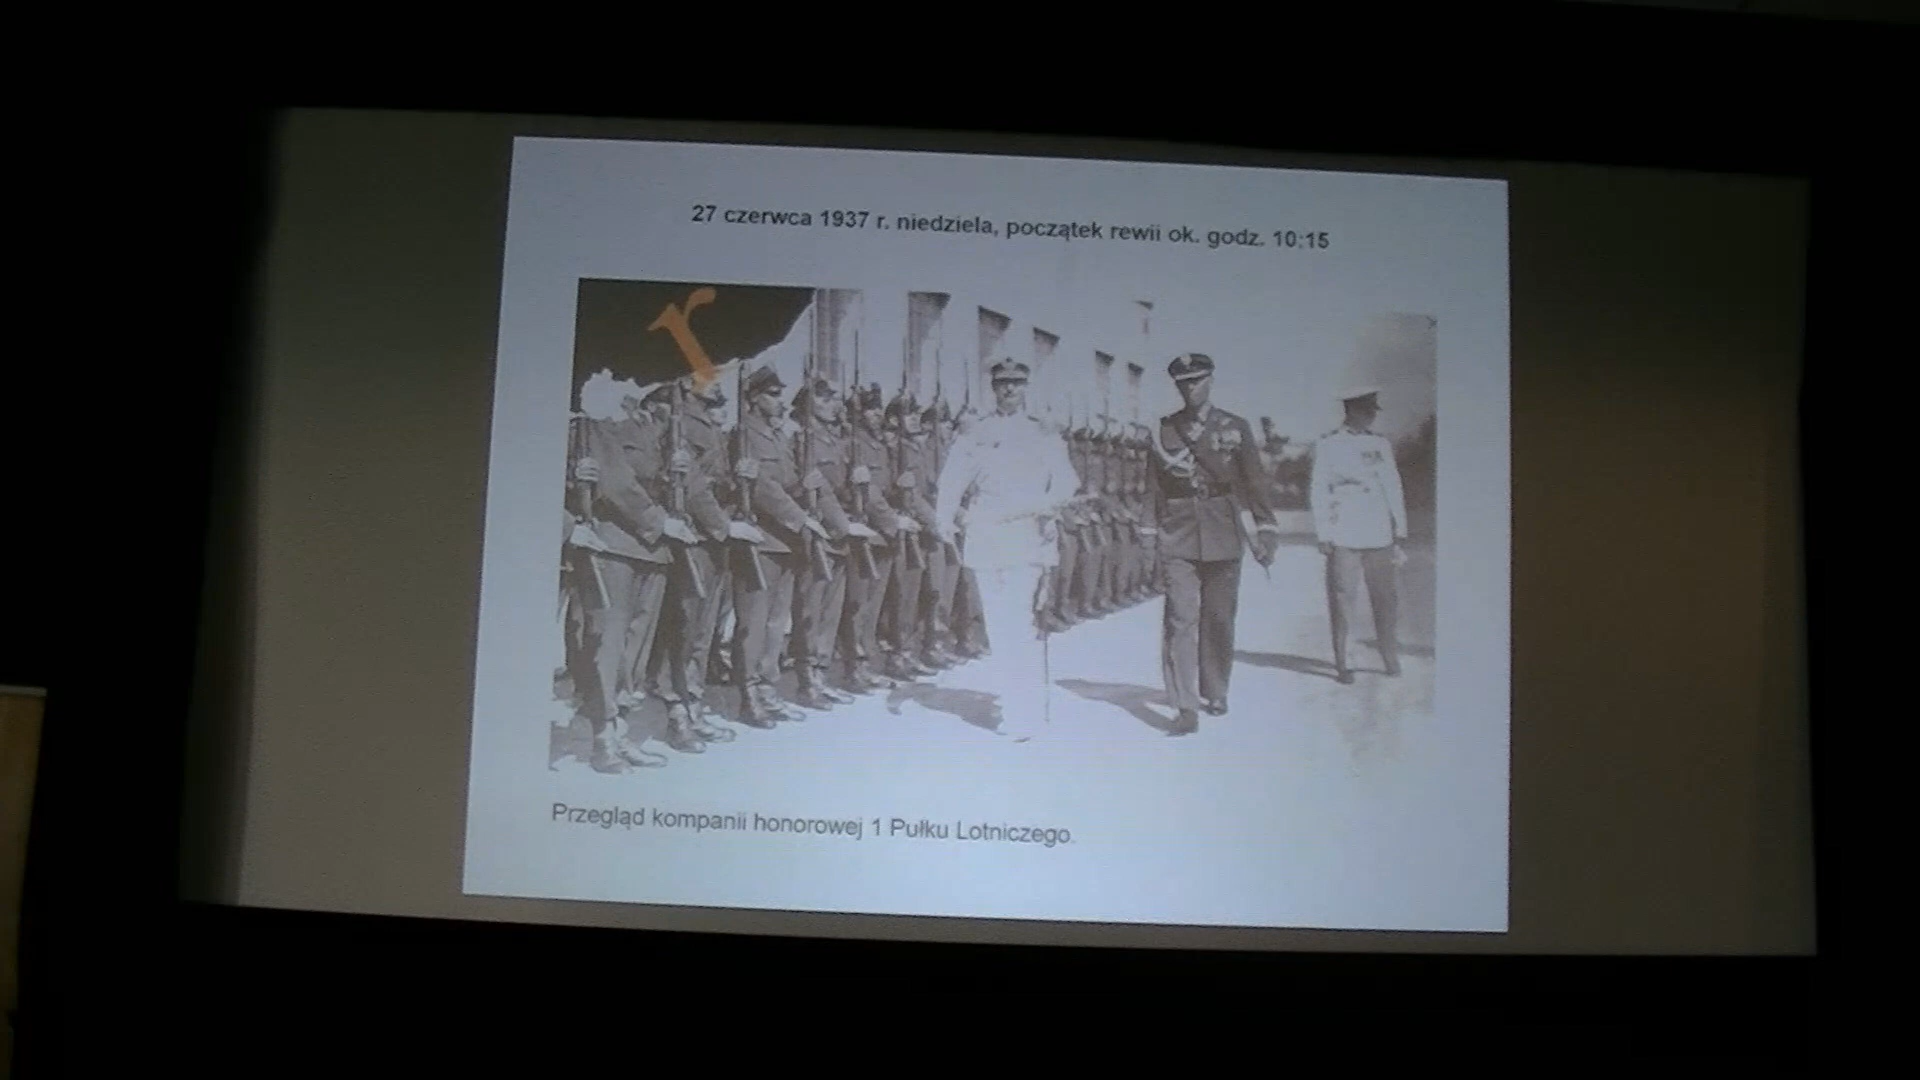 27 czerwca 1937 r. niedziela, początek rewii ok. godz. 10:15
r
Przegląd kompanii honorowej 1 Pułku Lotniczego.